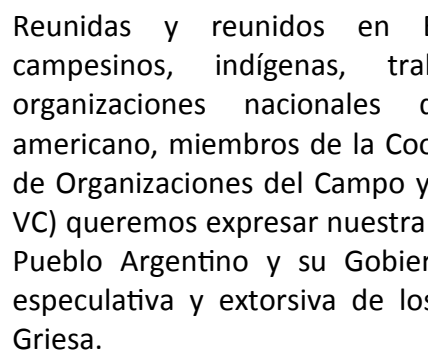 Reunidas y reunidos en
campesinos, indígenas,
organizaciones nacionales
americano, miembros de la
de Organizaciones del Campo y
VC) queremos expresar nuestra
Pueblo Argentino y su
especulativa y extorsiva de
Griesa.